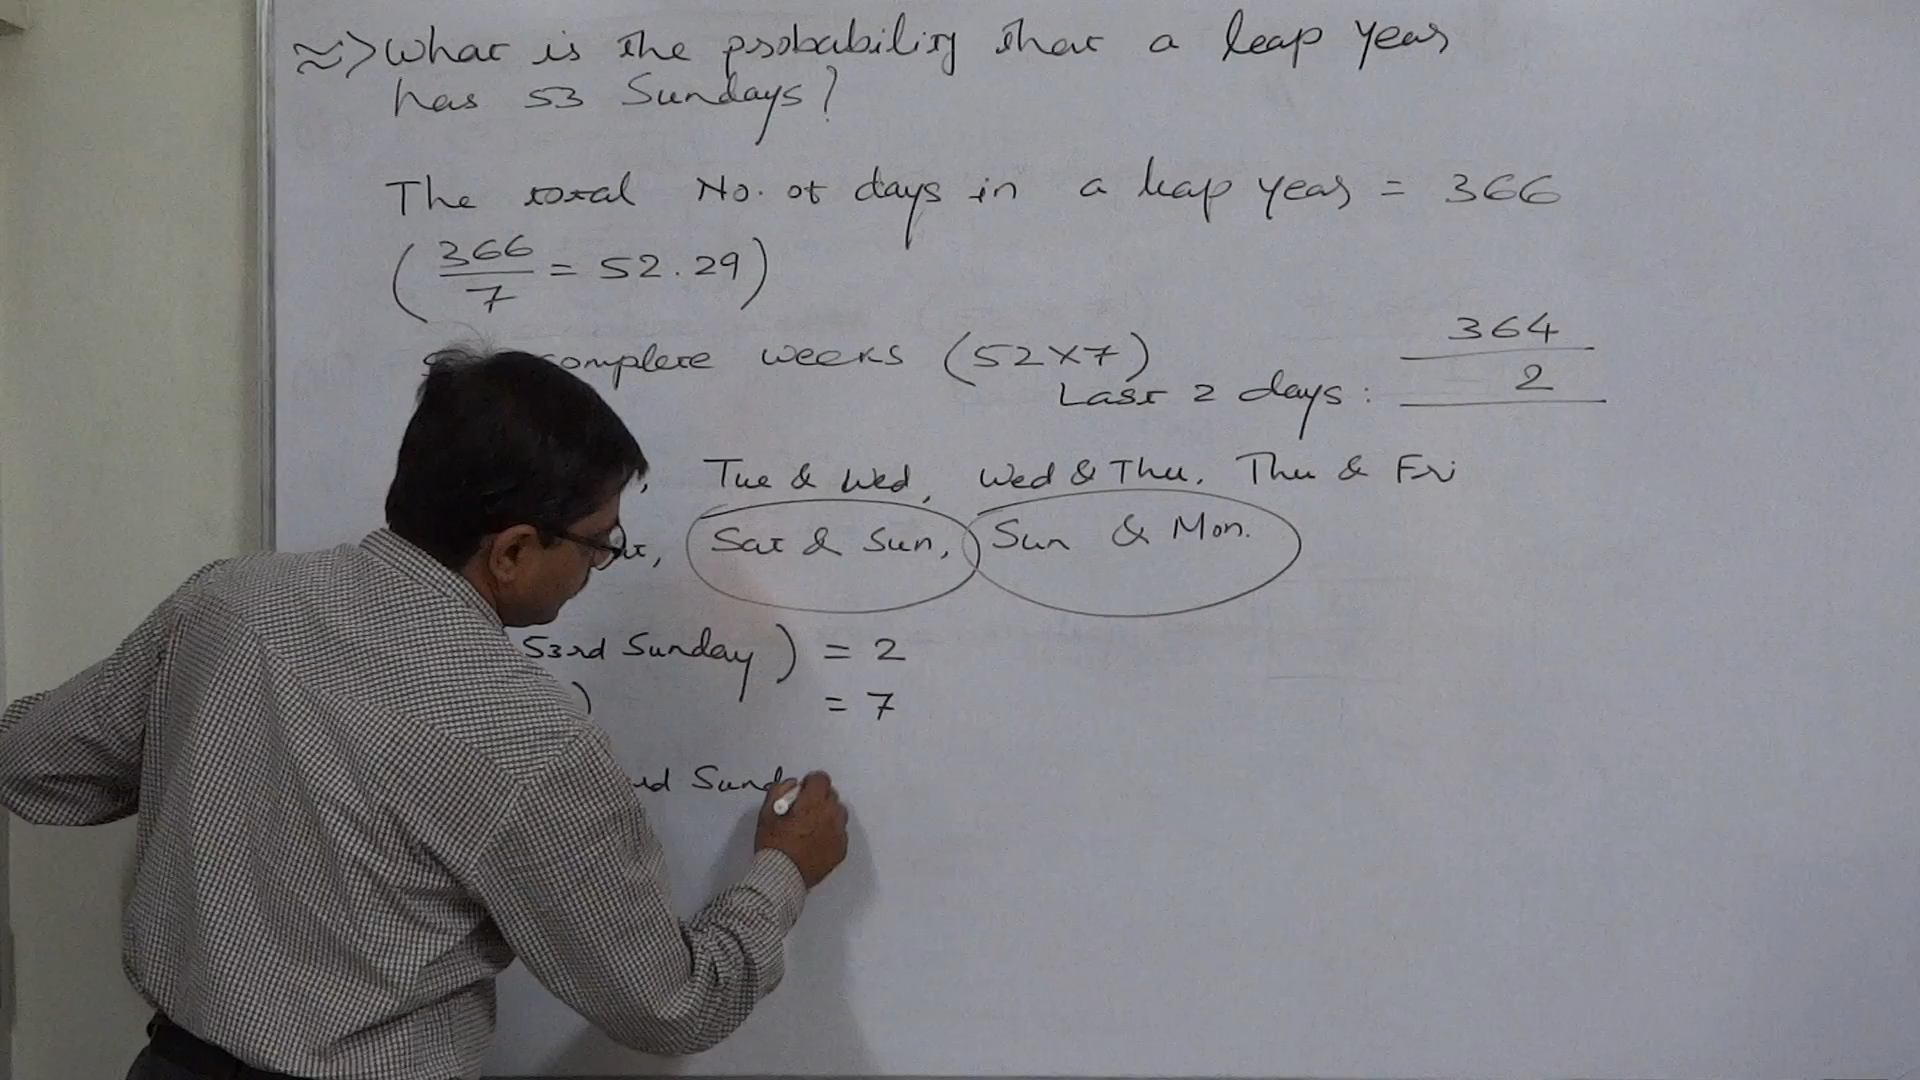 ≈> What is the probability that a leap year
has 53 Sundays?
The total No. of days in a leap year = 366
(366/7 = 52.29)
complete weeks (52×7) 364
Last 2 days: 2
, Tue & Wed, Wed & Thu, Thu & Fri
, Sat & Sun, Sun & Mon.
53rd Sunday) = 2
) = 7
Sund